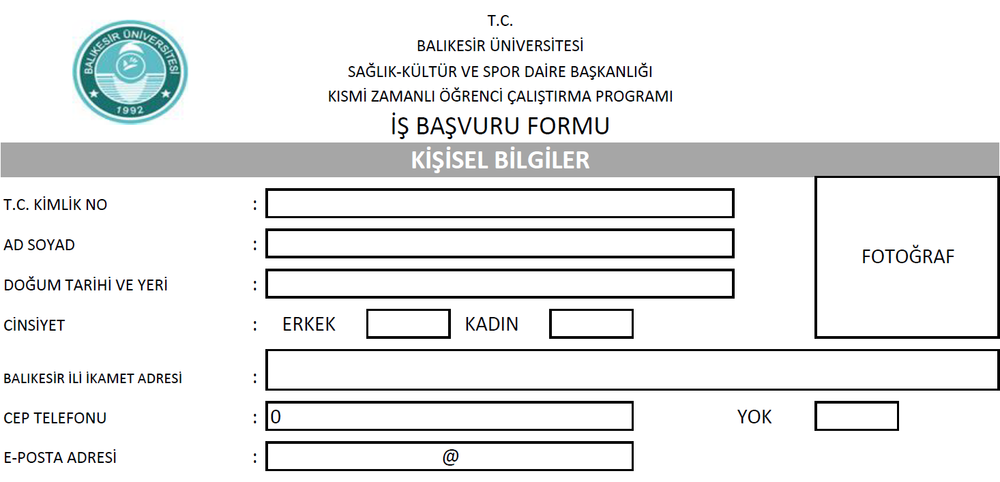 BALIKESİR ÜNİVERSİTESİ
1992
T.C.
BALIKESİR ÜNİVERSİTESİ
SAĞLIK-KÜLTÜR VE SPOR DAİRE BAŞKANLIĞI
KISMİ ZAMANLI ÖĞRENCİ ÇALIŞTIRMA PROGRAMI
İŞ BAŞVURU FORMU
KİŞİSEL BİLGİLER
T.C. KİMLİK NO :
AD SOYAD :
DOĞUM TARİHİ VE YERİ :
FOTOĞRAF
CİNSİYET : ERKEK KADIN
BALIKESİR İLİ İKAMET ADRESİ :
CEP TELEFONU : 0 YOK
E-POSTA ADRESİ : @